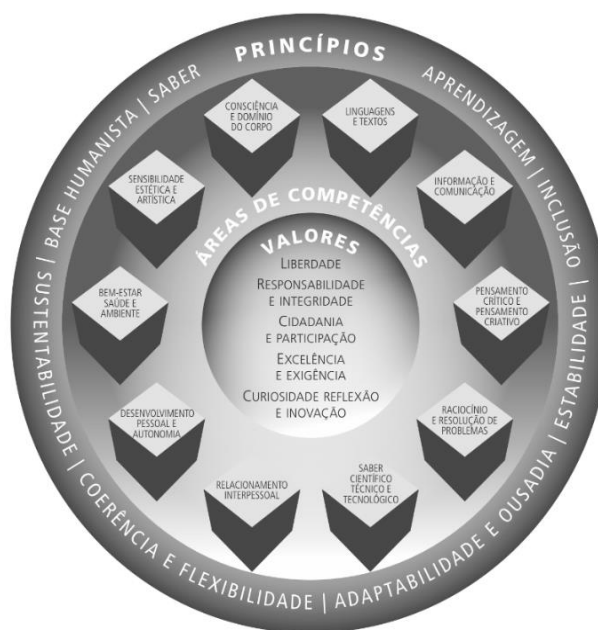 PRINCÍPIOS
APRENDIZAGEM | INCLUSÃO | ESTABILIDADE | ADAPTABILIDADE E OUSADIA | COERÊNCIA E FLEXIBILIDADE | SUSTENTABILIDADE | BASE HUMANISTA | SABER
ÁREAS DE COMPETÊNCIAS
LINGUAGENS
E TEXTOS
INFORMAÇÃO E
COMUNICAÇÃO
PENSAMENTO
CRÍTICO E
PENSAMENTO
CRIATIVO
RACIOCÍNIO
E RESOLUÇÃO DE
PROBLEMAS
SABER
CIENTÍFICO
TÉCNICO E
TECNOLÓGICO
RELACIONAMENTO
INTERPESSOAL
DESENVOLVIMENTO
PESSOAL E
AUTONOMIA
BEM-ESTAR
SAÚDE E
AMBIENTE
SENSIBILIDADE
ESTÉTICA E
ARTÍSTICA
CONSCIÊNCIA
E DOMÍNIO
DO CORPO
VALORES
LIBERDADE
RESPONSABILIDADE
E INTEGRIDADE
CIDADANIA
E PARTICIPAÇÃO
EXCELÊNCIA
E EXIGÊNCIA
CURIOSIDADE REFLEXÃO
E INOVAÇÃO